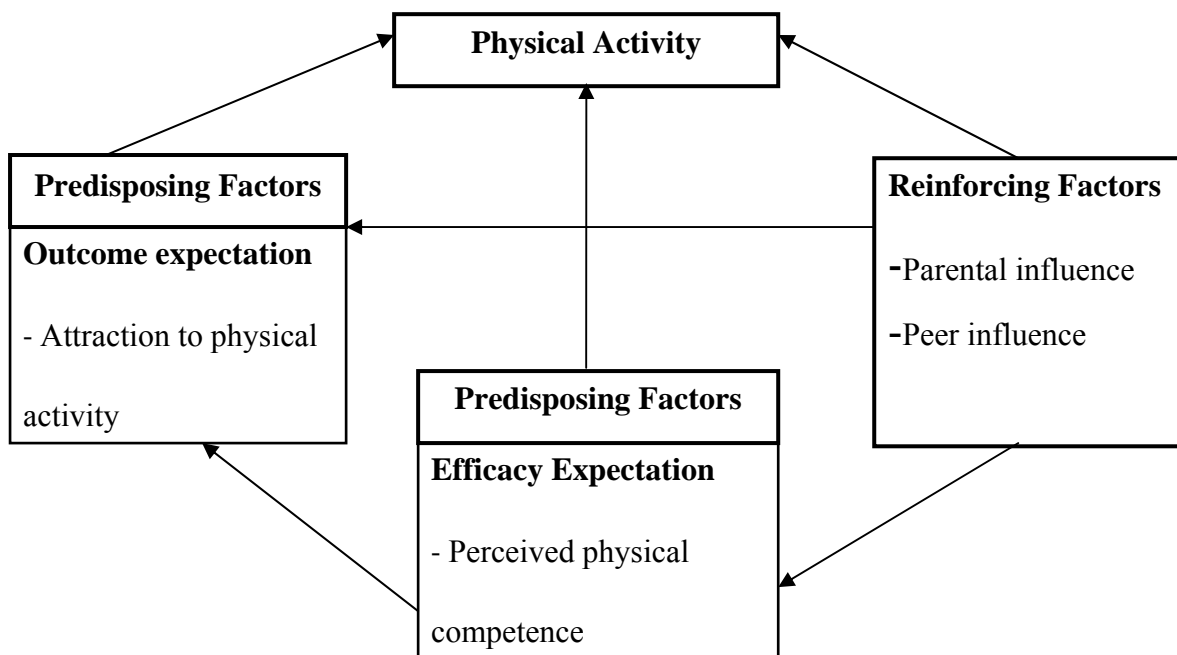 Physical Activity
Predisposing Factors
Outcome expectation
- Attraction to physical
activity
Reinforcing Factors
-Parental influence
-Peer influence
Predisposing Factors
Efficacy Expectation
- Perceived physical
competence